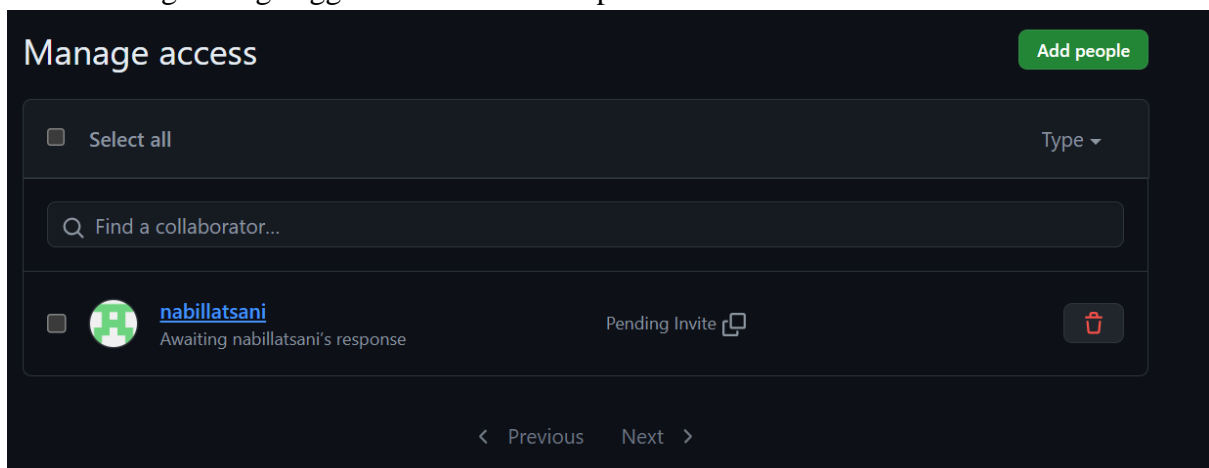 Manage access
Add people
Select all
Type
Find a collaborator...
nabillatsani
Awaiting nabillatsani's response
Pending Invite
Previous Next